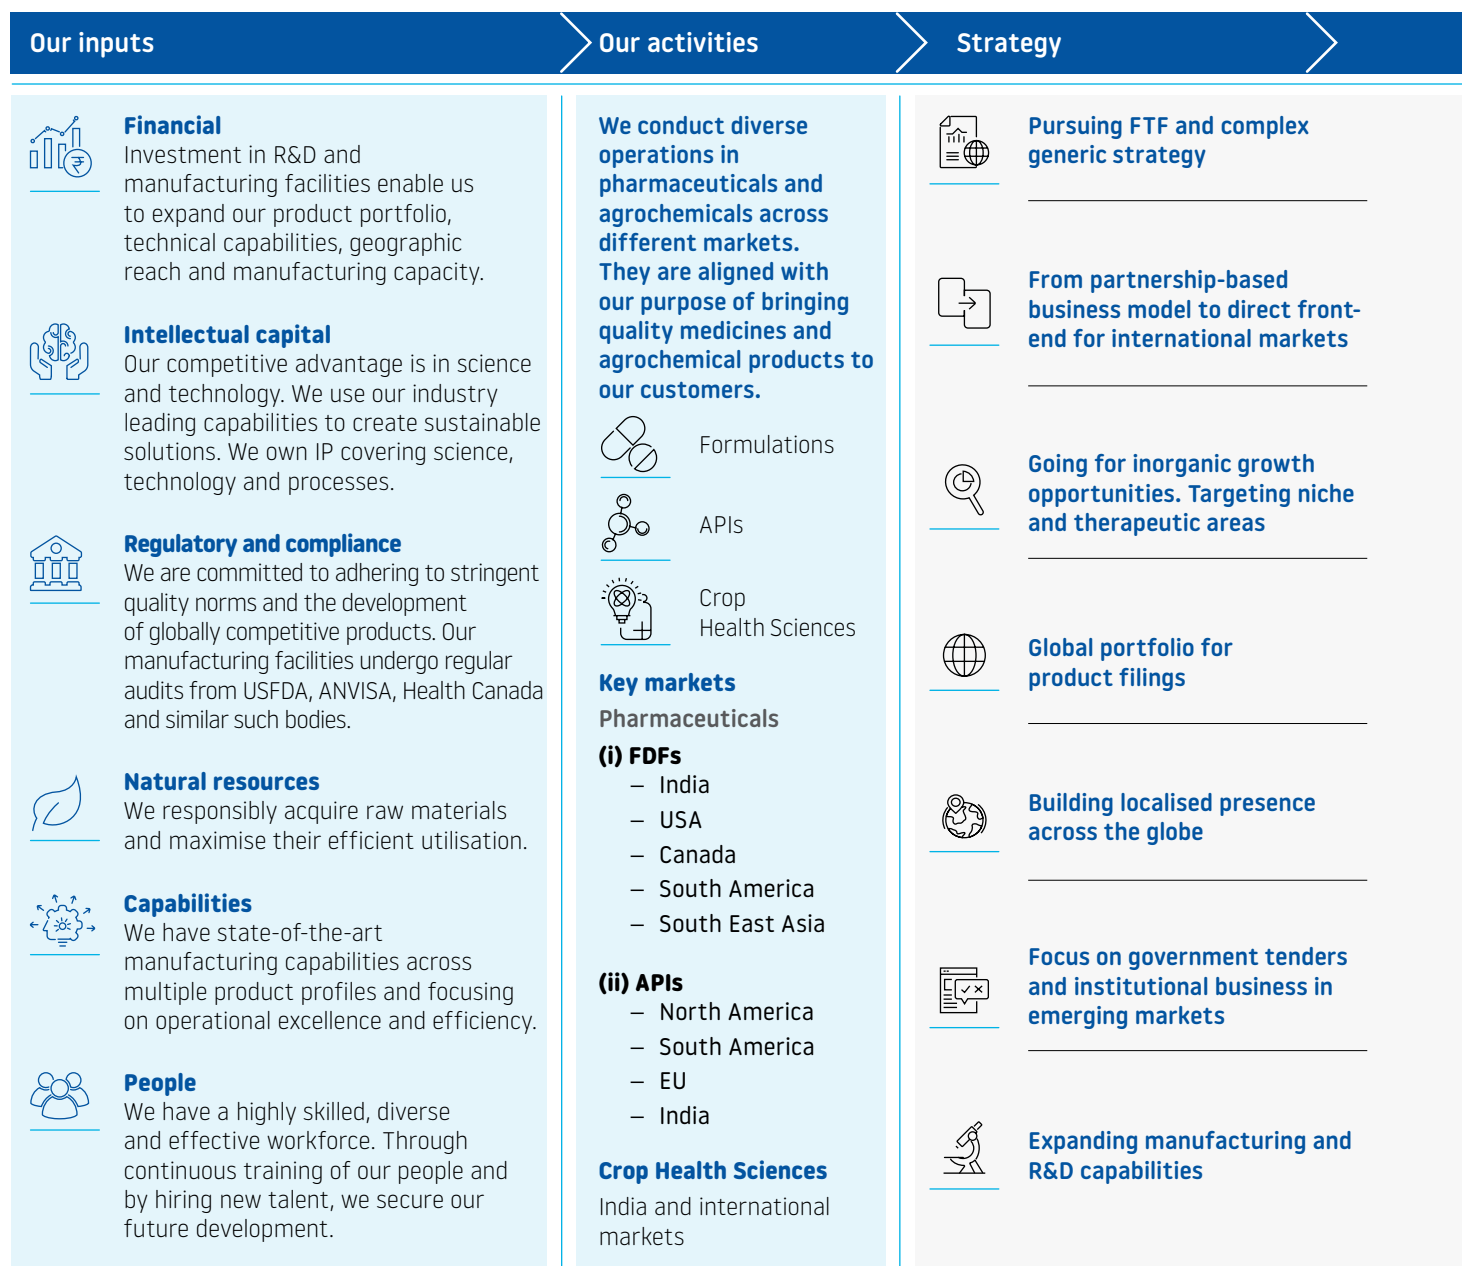 Our inputs
Financial
Investment in R&D and
manufacturing facilities enable us
to expand our product portfolio,
technical capabilities, geographic
reach and manufacturing capacity.
Intellectual capital
Our competitive advantage is in science
and technology. We use our industry
leading capabilities to create sustainable
solutions. We own IP covering science,
technology and processes.
Regulatory and compliance
We are committed to adhering to stringent
quality norms and the development
of globally competitive products. Our
manufacturing facilities undergo regular
audits from USFDA, ANVISA, Health Canada
and similar such bodies.
Natural resources
We responsibly acquire raw materials
and maximise their efficient utilisation.
Capabilities
We have state-of-the-art
manufacturing capabilities across
multiple product profiles and focusing
on operational excellence and efficiency.
People
We have a highly skilled, diverse
and effective workforce. Through
continuous training of our people and
by hiring new talent, we secure our
future development.
Our activities
We conduct diverse
operations in
pharmaceuticals and
agrochemicals across
different markets.
They are aligned with
our purpose of bringing
quality medicines and
agrochemical products to
our customers.
Formulations
APIs
Crop
Health Sciences
Key markets
Pharmaceuticals
(i) FDFs
– India
– USA
– Canada
– South America
– South East Asia
(ii) APIs
– North America
– South America
– EU
– India
Crop Health Sciences
India and international
markets
Strategy
Pursuing FTF and complex
generic strategy
From partnership-based
business model to direct front-
end for international markets
Going for inorganic growth
opportunities. Targeting niche
and therapeutic areas
Global portfolio for
product filings
Building localised presence
across the globe
Focus on government tenders
and institutional business in
emerging markets
Expanding manufacturing and
R&D capabilities